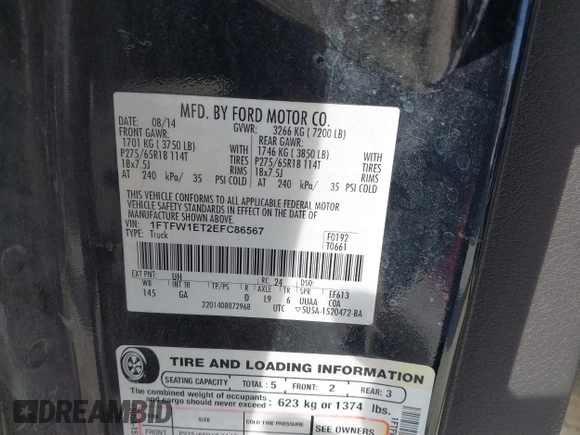 MFD. BY FORD MOTOR CO.
DATE: 08/14 GVWR: 3266 KG ( 7200 LB)
FRONT GAWR: REAR GAWR:
1701 KG ( 3750 LB) WITH 1746 KG ( 3850 LB) WITH
P275/65R18 114T TIRES P275/65R18 114T TIRES
18x7.5J RIMS 18x7.5J RIMS
AT 240 kPa/ 35 PSI COLD AT 240 kPa/ 35 PSI COLD
THIS VEHICLE CONFORMS TO ALL APPLICABLE FEDERAL MOTOR
VEHICLE SAFETY STANDARDS IN EFFECT ON THE DATE OF
MANUFACTURE SHOWN ABOVE.
VIN: 1FTFW1ET2EFC86567 F0192
TYPE: Truck T0661
EXT PNT: UH RC: 24 DSO:
WB INT TR TP/PS R AXLE TR SPR EF613
145 GA D L9 6 UUAA COA
2201408072968 UTC ▽5U5A-1520472-BA
TIRE AND LOADING INFORMATION
SEATING CAPACITY TOTAL: 5 FRONT: 2 REAR: 3
The combined weight of occupants
and cargo should never exceed : 623 kg or 1374 lbs.
SIZE COLD TIRE PRESSURE SEE OWNERS
FRONT
DREAMBID